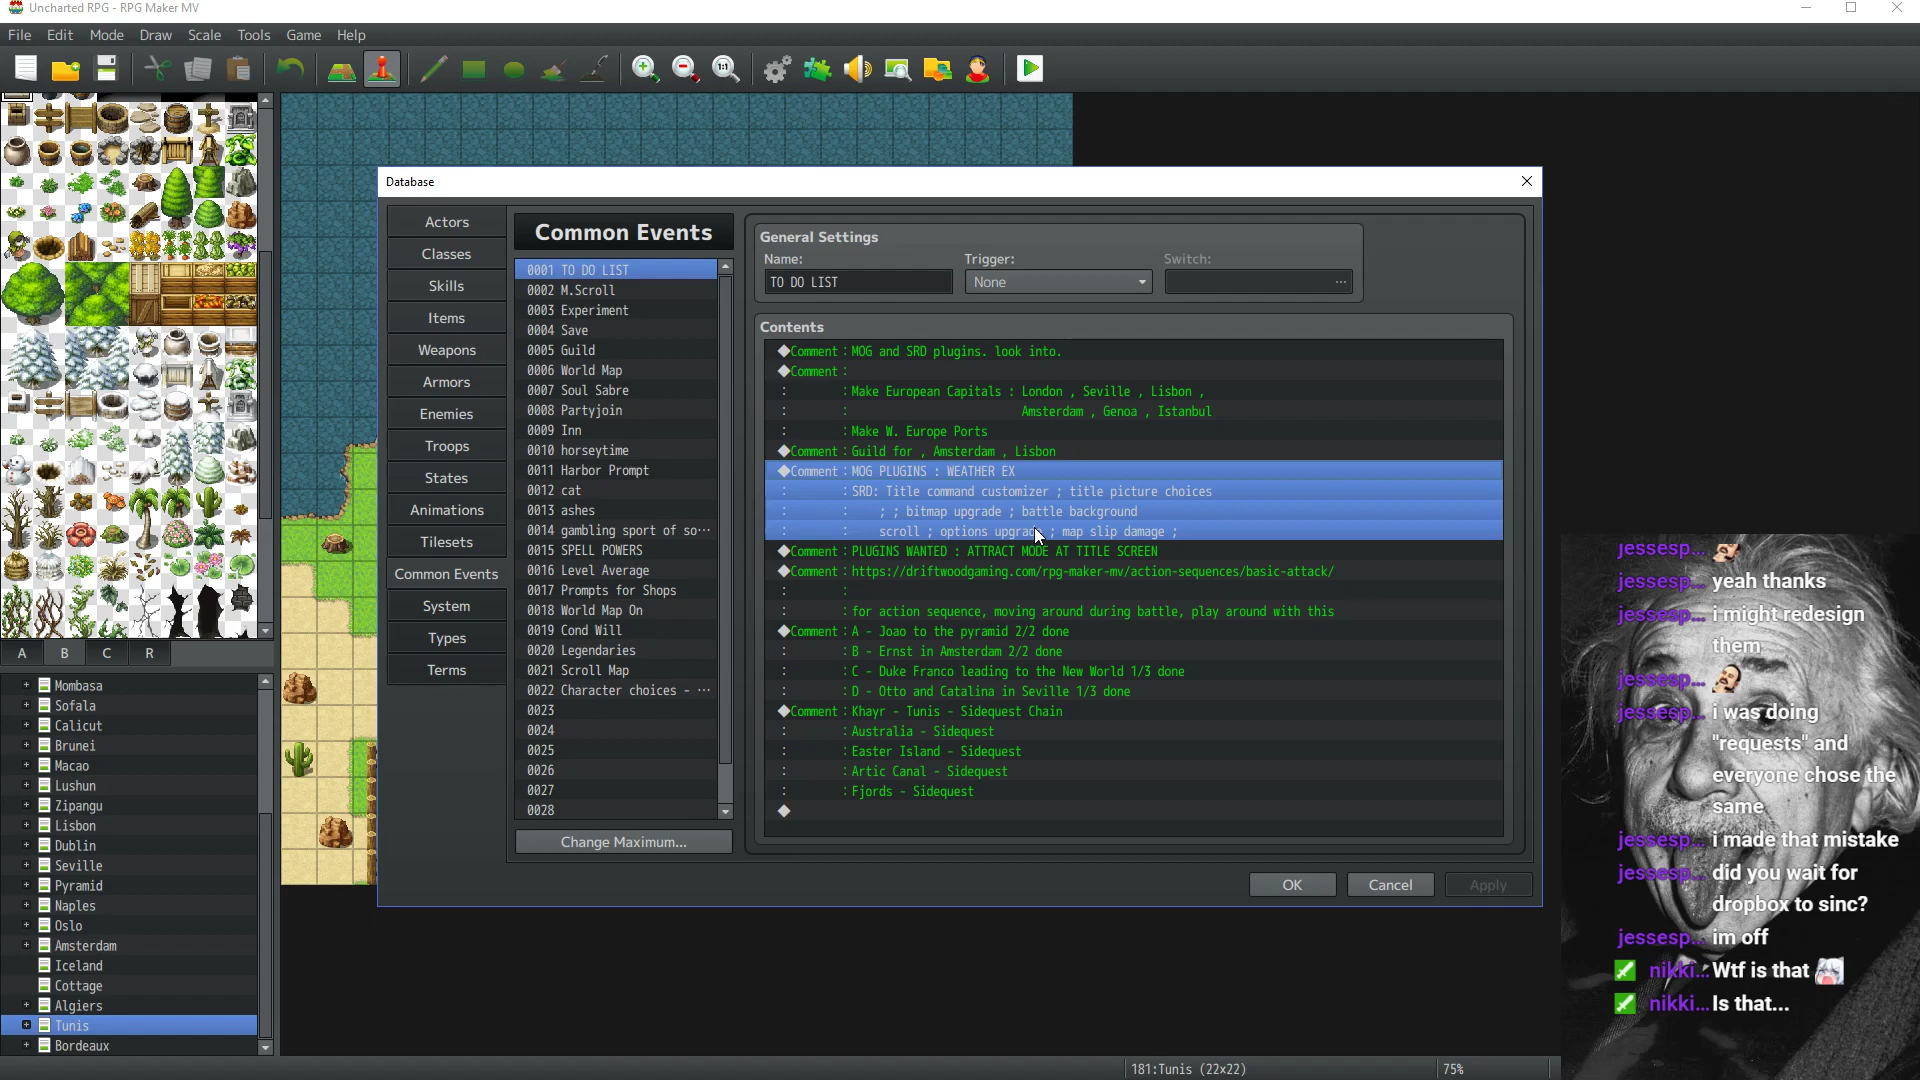 Uncharted RPG - RPG Maker MV
File Edit Mode Draw Scale Tools Game Help
1:1
A B C R
Mombasa
Sofala
Calicut
Brunei
Macao
Lushun
Zipangu
Lisbon
Dublin
Seville
Pyramid
Naples
Oslo
Amsterdam
Iceland
Cottage
Algiers
Tunis
Bordeaux
Database
Actors
Classes
Skills
Items
Weapons
Armors
Enemies
Troops
States
Animations
Tilesets
Common Events
System
Types
Terms
Common Events
0001 TO DO LIST
0002 M.Scroll
0003 Experiment
0004 Save
0005 Guild
0006 World Map
0007 Soul Sabre
0008 Partyjoin
0009 Inn
0010 horseytime
0011 Harbor Prompt
0012 cat
0013 ashes
0014 gambling sport of so···
0015 SPELL POWERS
0016 Level Average
0017 Prompts for Shops
0018 World Map On
0019 Cond Will
0020 Legendaries
0021 Scroll Map
0022 Character choices - ···
0023
0024
0025
0026
0027
0028
Change Maximum...
General Settings
Name: Trigger: Switch:
TO DO LIST None ...
Contents
◆Comment : MOG and SRD plugins. look into.
◆Comment :
: : Make European Capitals : London , Seville , Lisbon ,
: : Amsterdam , Genoa , Istanbul
: : Make W. Europe Ports
◆Comment : Guild for , Amsterdam , Lisbon
◆Comment : MOG PLUGINS : WEATHER EX
: : SRD: Title command customizer ; title picture choices
: : ; ; bitmap upgrade ; battle background
: : scroll ; options upgrade ; map slip damage ;
◆Comment : PLUGINS WANTED : ATTRACT MODE AT TITLE SCREEN
◆Comment : https://driftwoodgaming.com/rpg-maker-mv/action-sequences/basic-attack/
: :
: : for action sequence, moving around during battle, play around with this
◆Comment : A - Joao to the pyramid 2/2 done
: : B - Ernst in Amsterdam 2/2 done
: : C - Duke Franco leading to the New World 1/3 done
: : D - Otto and Catalina in Seville 1/3 done
◆Comment : Khayr - Tunis - Sidequest Chain
: : Australia - Sidequest
: : Easter Island - Sidequest
: : Artic Canal - Sidequest
: : Fjords - Sidequest
◆
OK Cancel Apply
jessesp...
jessesp... yeah thanks
jessesp... i might redesign
them
jessesp...
jessesp... i was doing
"requests" and
everyone chose the
same
jessesp... i made that mistake
jessesp... did you wait for
dropbox to sinc?
jessesp... im off
nikki... Wtf is that
nikki... Is that...
181:Tunis (22x22) 75%